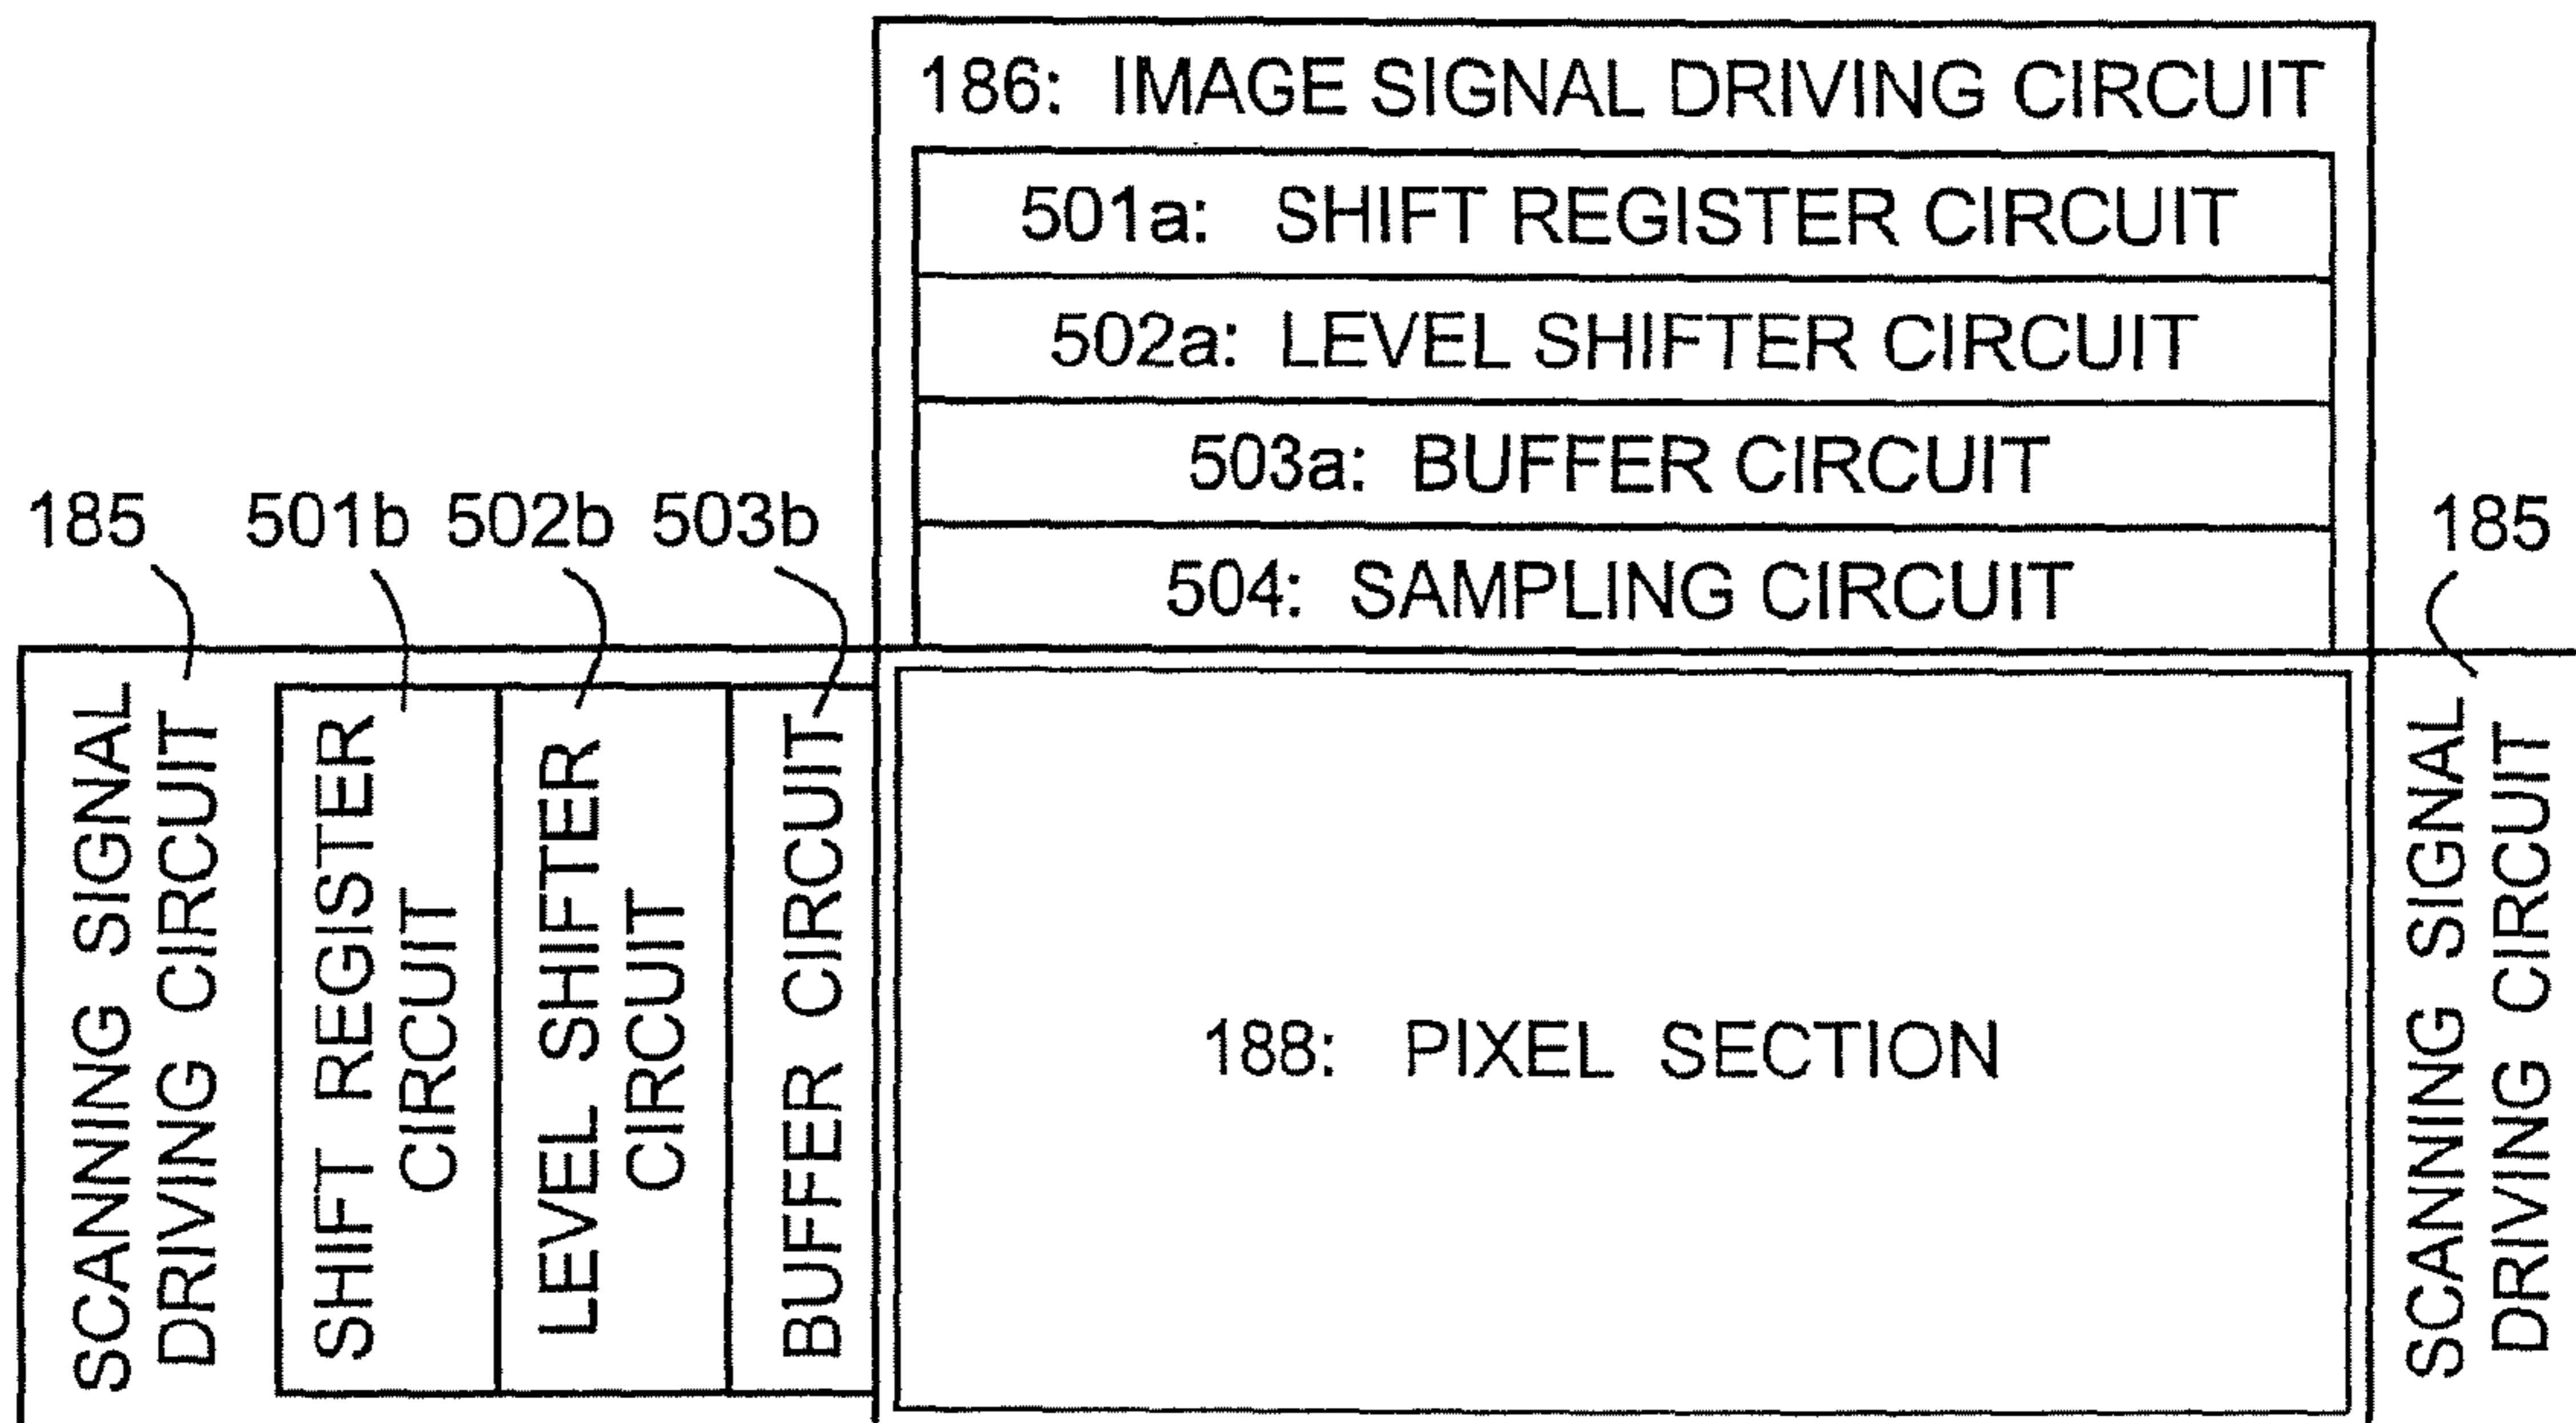 186: IMAGE SIGNAL DRIVING CIRCUIT
501a: SHIFT REGISTER CIRCUIT
502a: LEVEL SHIFTER CIRCUIT
503a: BUFFER CIRCUIT
504: SAMPLING CIRCUIT
185
501b
502b
503b
185
SCANNING SIGNAL
DRIVING CIRCUIT
SHIFT REGISTER
CIRCUIT
LEVEL SHIFTER
CIRCUIT
BUFFER CIRCUIT
188: PIXEL SECTION
SCANNING SIGNAL
DRIVING CIRCUIT